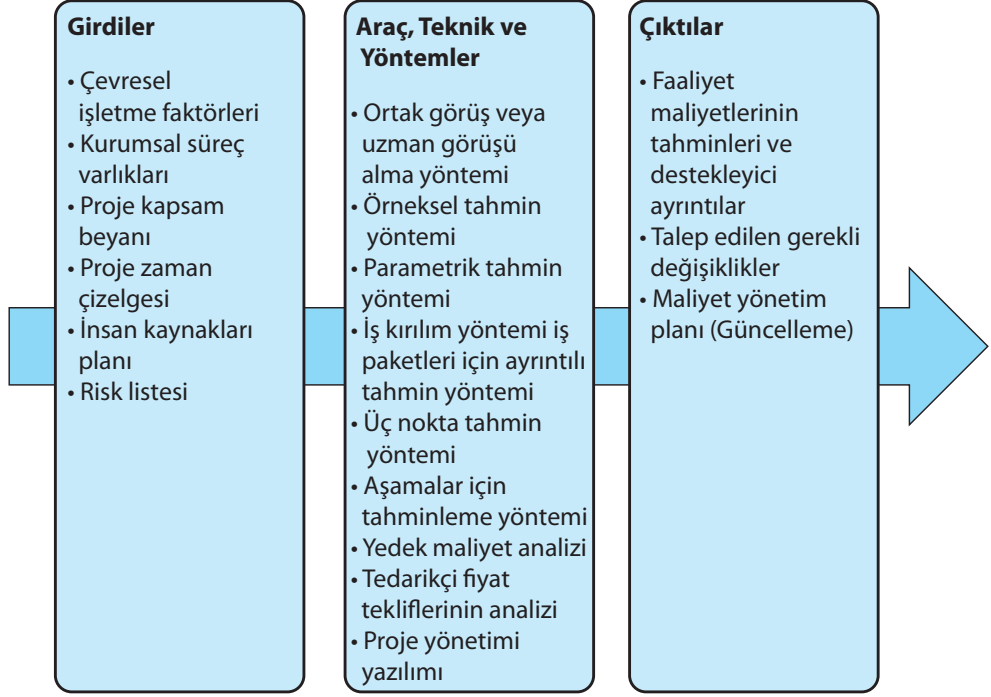 Girdiler
• Çevresel
işletme faktörleri
• Kurumsal süreç
varlıkları
• Proje kapsam
beyanı
• Proje zaman
çizelgesi
• İnsan kaynakları
planı
• Risk listesi
Araç, Teknik ve
Yöntemler
• Ortak görüş veya
uzman görüşü
alma yöntemi
• Örneksel tahmin
yöntemi
• Parametrik tahmin
yöntemi
• İş kırılım yöntemi iş
paketleri için ayrıntılı
tahmin yöntemi
• Üç nokta tahmin
yöntemi
• Aşamalar için
tahminleme yöntemi
• Yedek maliyet analizi
• Tedarikçi fiyat
tekliflerinin analizi
• Proje yönetimi
yazılımı
Çıktılar
• Faaliyet
maliyetlerinin
tahminleri ve
destekleyici
ayrıntılar
• Talep edilen gerekli
değişiklikler
• Maliyet yönetim
planı (Güncelleme)